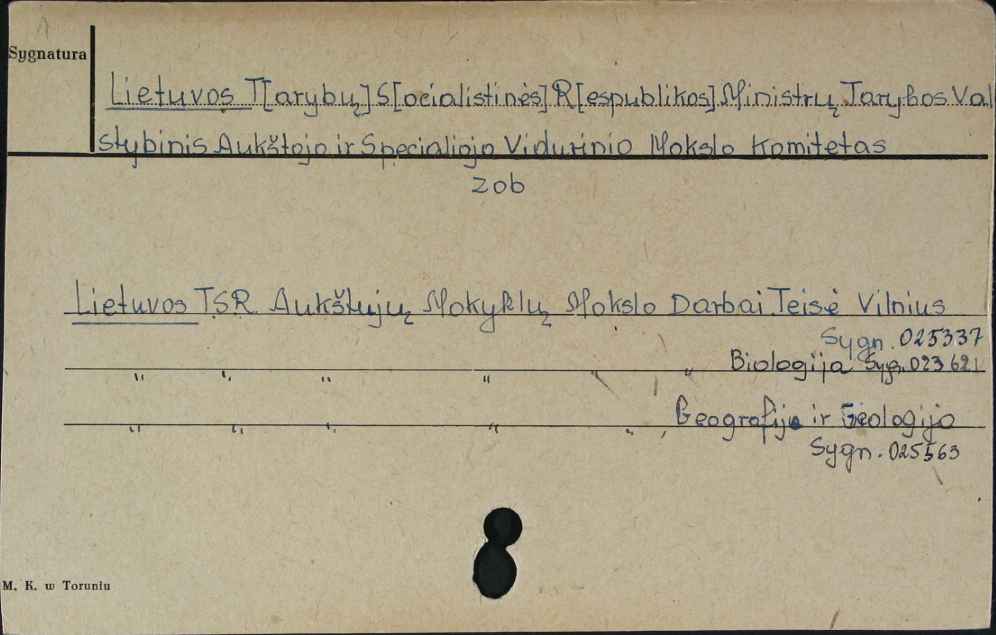 Sygnatura
Lietuvos T[arybų] S[ocialistinės] R[espublikos] Ministrų Tarybos Val
stybinis Aukštojo ir Specialiojo Vidurinio Mokslo Komitetas
zob
Lietuvos TSR Aukštųjų Mokyklų Mokslo Darbai. Teisė Vilnius
Sygn. 025337
" " " " " " Biologija Syg. 023621
" " " " " Geografija ir Geologija
Sygn. 025563
M. K. w Toruniu